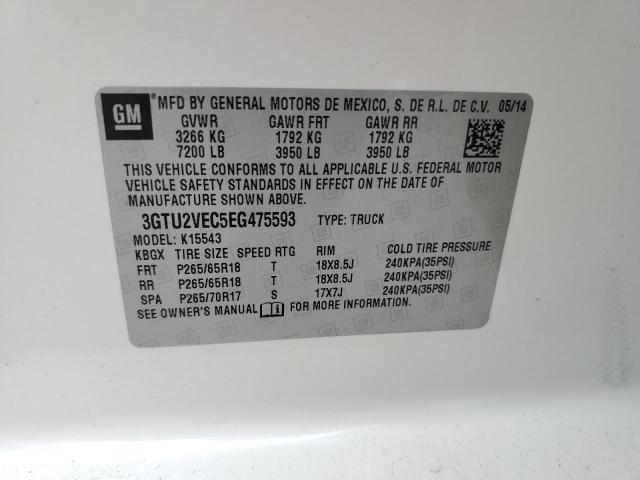 GM ®MFD BY GENERAL MOTORS DE MEXICO, S. DE R.L. DE C.V. 05/14
GVWR GAWR FRT GAWR RR
3266 KG 1792 KG 1792 KG
7200 LB 3950 LB 3950 LB
THIS VEHICLE CONFORMS TO ALL APPLICABLE U.S. FEDERAL MOTOR
VEHICLE SAFETY STANDARDS IN EFFECT ON THE DATE OF
MANUFACTURE SHOWN ABOVE.
3GTU2VEC5EG475593 TYPE: TRUCK
MODEL: K15543
KBGX TIRE SIZE SPEED RTG RIM COLD TIRE PRESSURE
FRT P265/65R18 T 18X8.5J 240KPA(35PSI)
RR P265/65R18 T 18X8.5J 240KPA(35PSI)
SPA P265/70R17 S 17X7J 240KPA(35PSI)
SEE OWNER'S MANUAL FOR MORE INFORMATION.